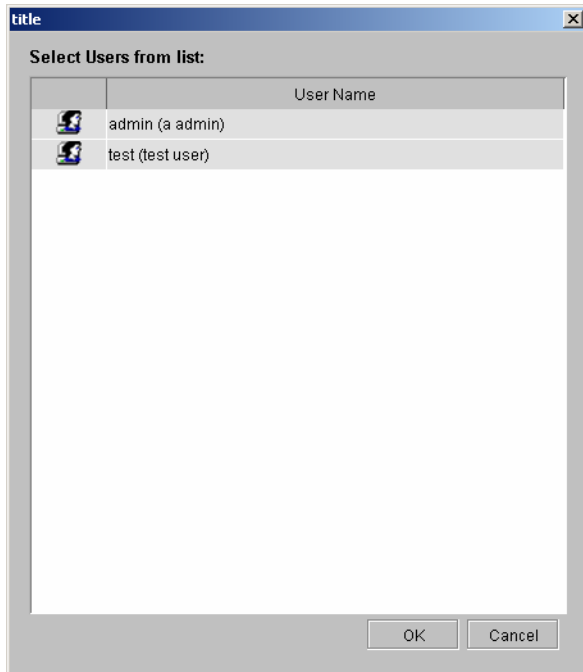 title
Select Users from list:
User Name
admin (a admin)
test (test user)
OK Cancel